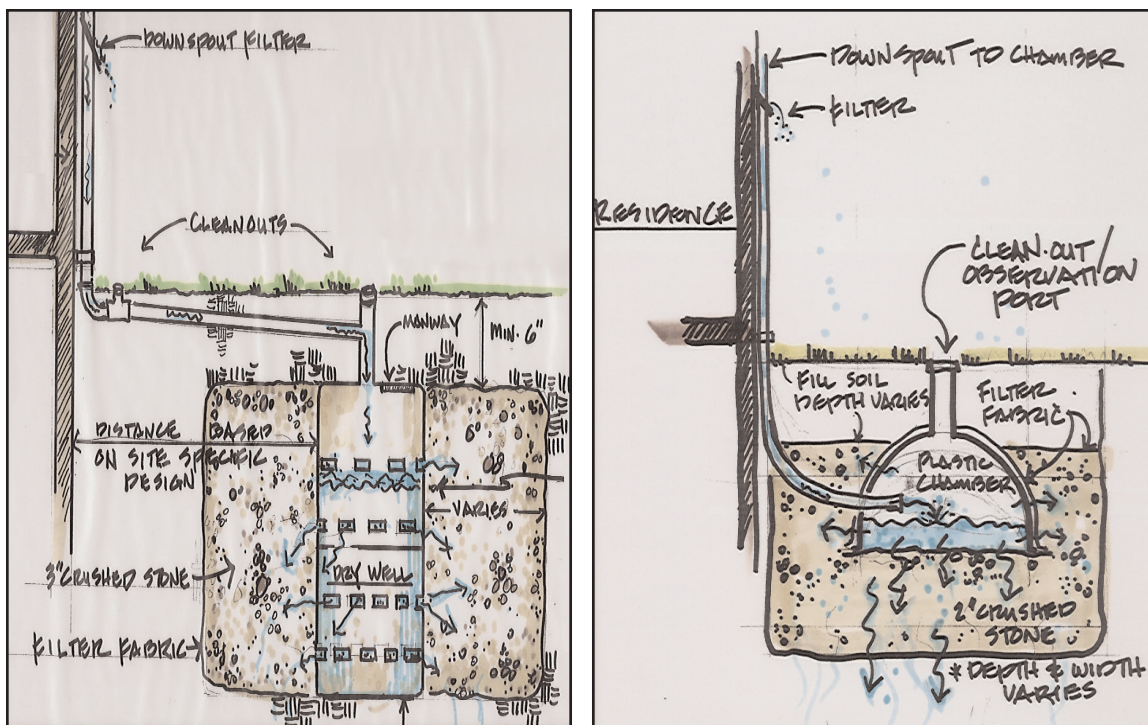 DOWNSPOUT FILTER
CLEANOUTS
MANWAY
MIN. 6"
6"
DISTANCE BASED
ON SITE SPECIFIC
DESIGN
VARIES
3" CRUSHED STONE
DRY WELL
FILTER FABRIC
DOWNSPOUT TO CHAMBER
FILTER
RESIDENCE
CLEAN-OUT/
OBSERVATION
PORT
FILL SOIL
DEPTH VARIES
FILTER
FABRIC
PLASTIC
CHAMBER
2" CRUSHED
STONE
* DEPTH & WIDTH
VARIES